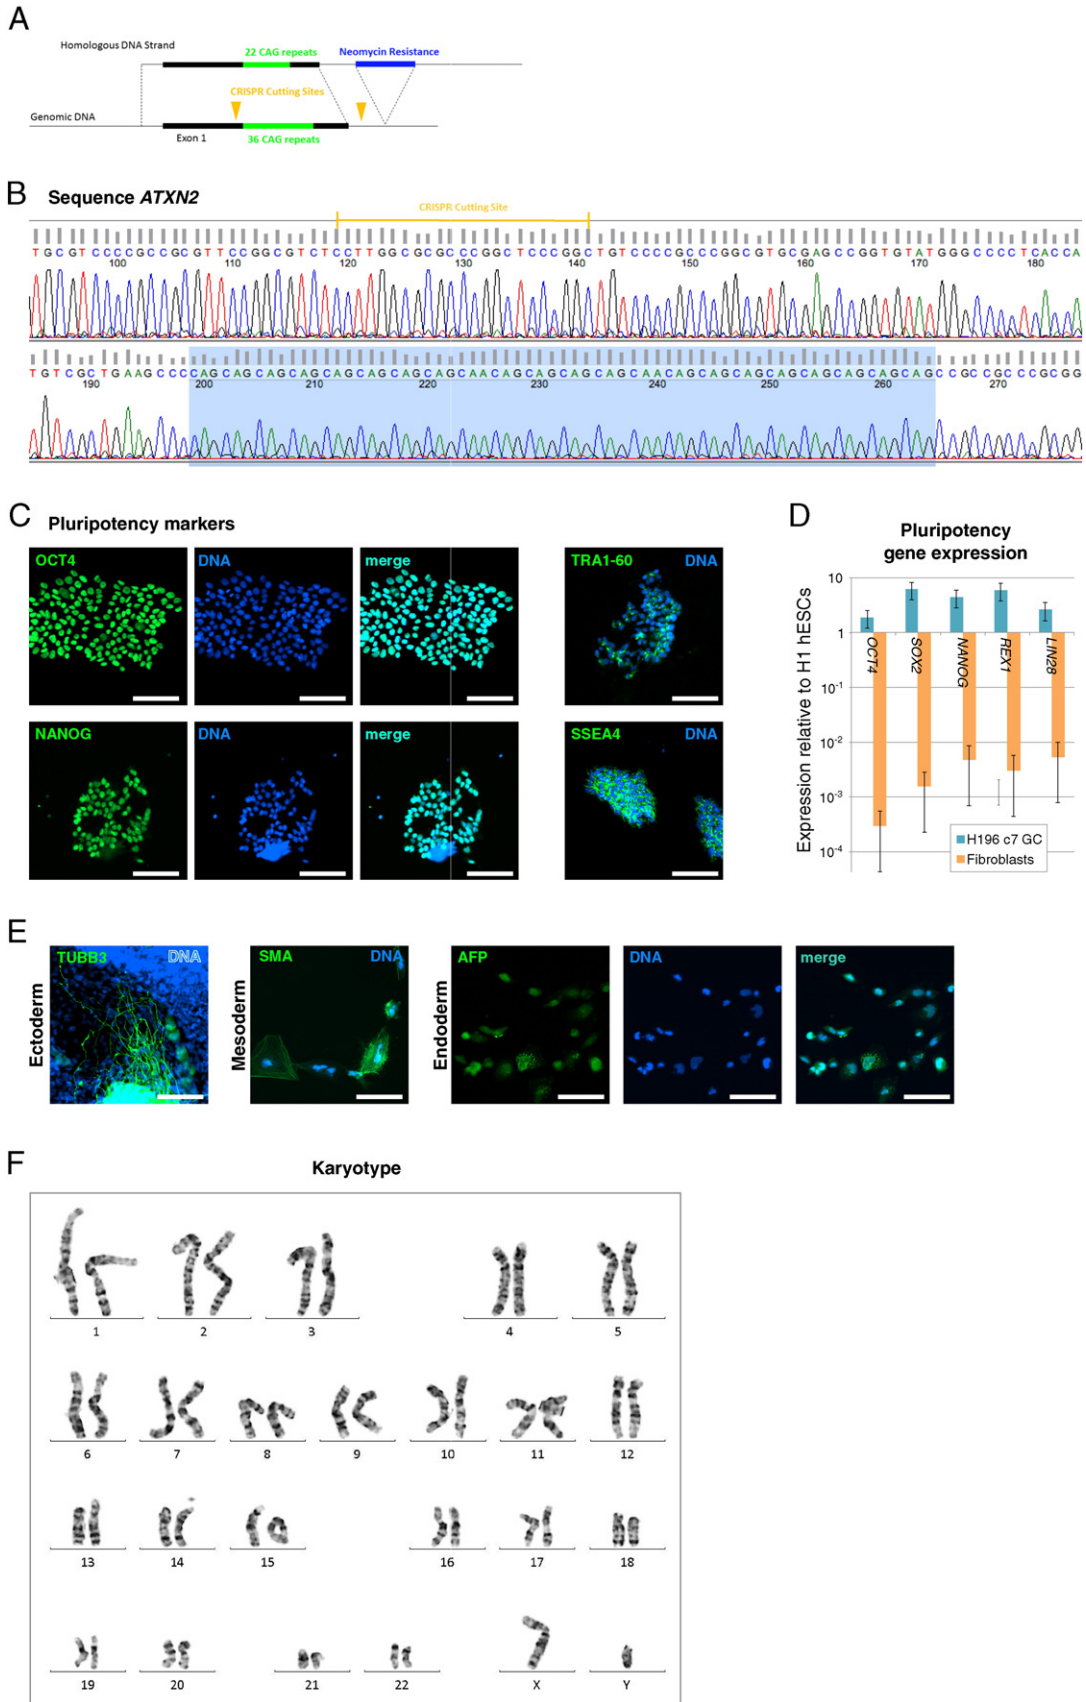 A
Homologous DNA Strand
22 CAG repeats
Neomycin Resistance
CRISPR Cutting Sites
Genomic DNA
Exon 1
36 CAG repeats
B
Sequence ATXN2
CRISPR Cutting Site
TGCGTCCCCGCCGCGTTCCGGCGTCTCCTTGGCGCGCCCGGCTCCCGGCTGTCCCCGCCCGGCGTGCGAGCCGGTGTATGGGCCCCTCACCA
100 110 120 130 140 150 160 170 180
TGTCGCTGAAGCCCCAGCAGCAGCAGCAGCAGCAGCAGCAACAGCAGCAGCAGCAACAGCAGCAGCAGCAGCAGCAGCAGCCGCCGCCCGCGG
190 200 210 220 230 240 250 260 270
C
Pluripotency markers
OCT4
DNA
merge
TRA1-60
DNA
NANOG
DNA
merge
SSEA4
DNA
D
Pluripotency
gene expression
Expression relative to H1 hESCs
10
1
10-1
10-2
10-3
10-4
OCT4
SOX2
NANOG
REX1
LIN28
H196 c7 GC
Fibroblasts
E
Ectoderm
TUBB3
DNA
Mesoderm
SMA
DNA
Endoderm
AFP
DNA
merge
F
Karyotype
1 2 3 4 5
6 7 8 9 10 11 12
13 14 15 16 17 18
19 20 21 22 X Y